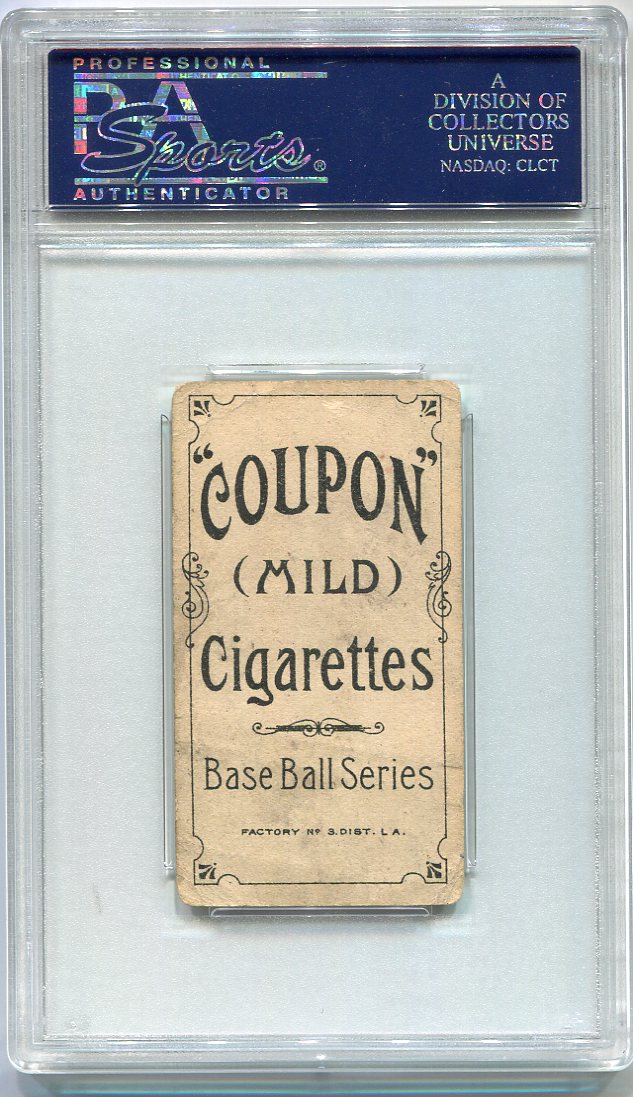 PROFESSIONAL
PSA
Sports®
AUTHENTICATOR
A
DIVISION OF
COLLECTORS
UNIVERSE
NASDAQ: CLCT
"COUPON"
(MILD)
Cigarettes
Base Ball Series
FACTORY Nº 3. DIST. L A.